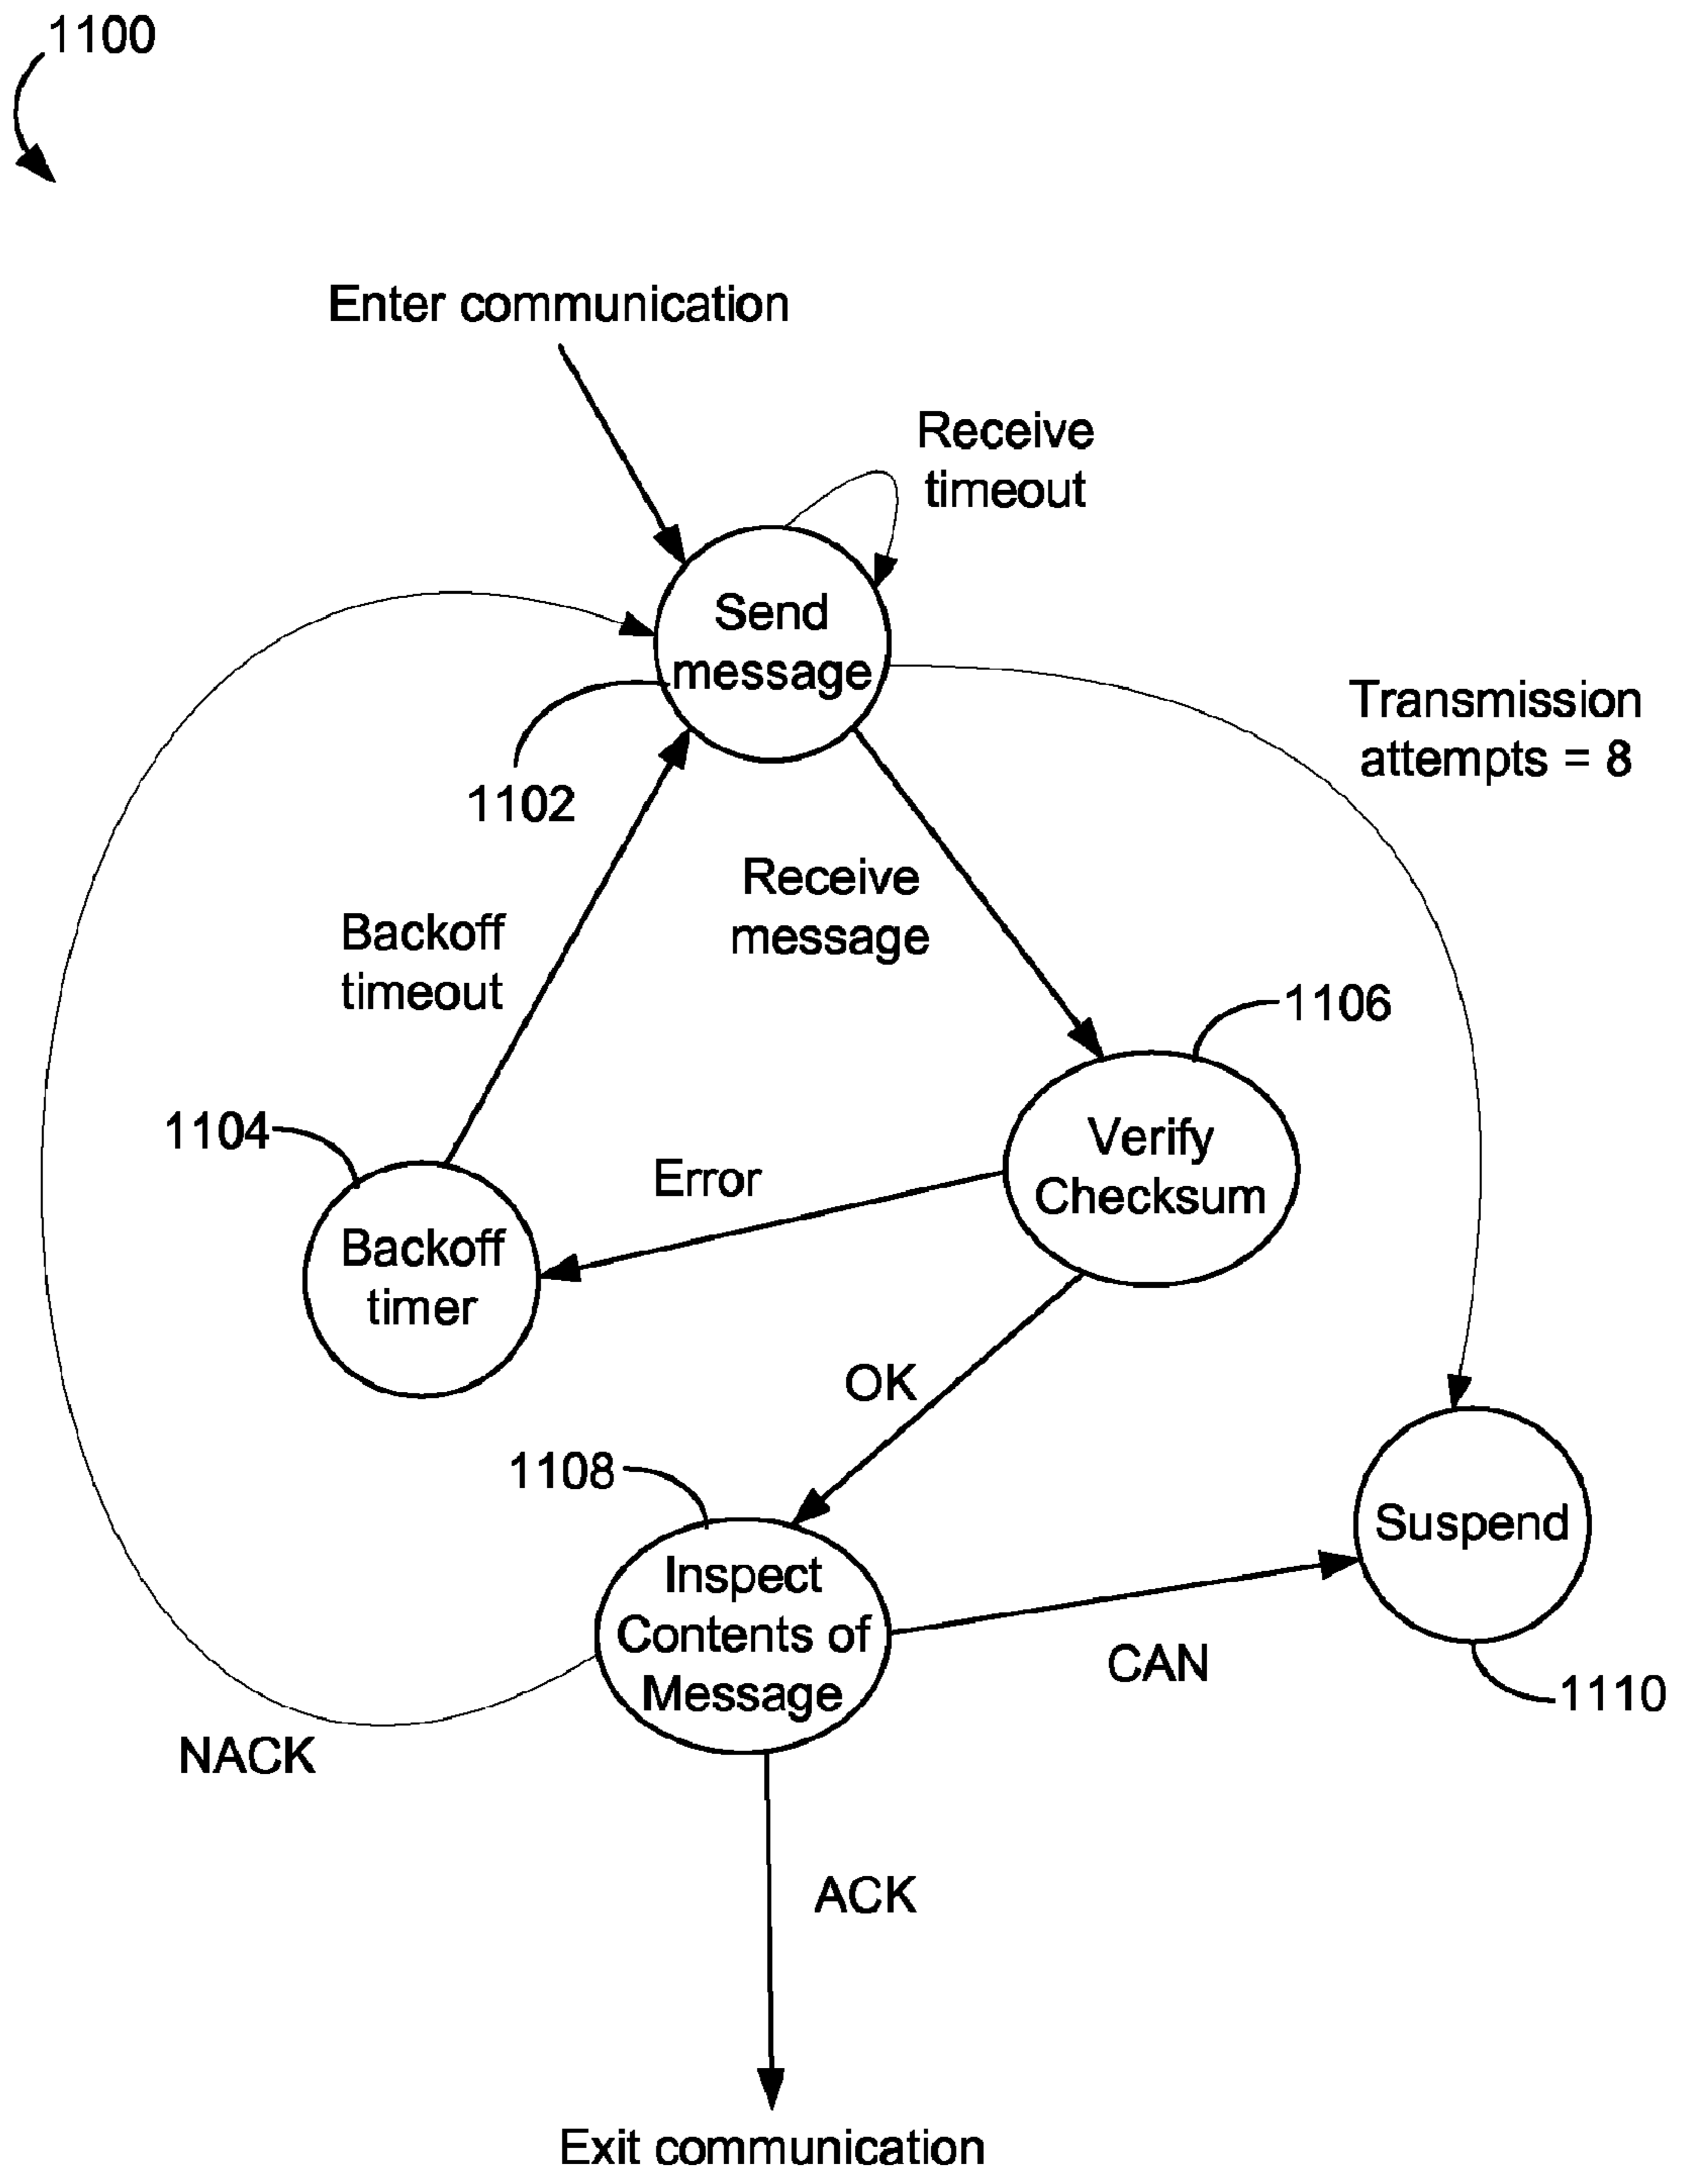 1100
Enter communication
Receive
timeout
Send
message
Transmission
attempts = 8
1102
Receive
message
Backoff
timeout
1106
1104
Verify
Checksum
Error
Backoff
timer
OK
1108
Suspend
Inspect
Contents of
Message
CAN
1110
NACK
ACK
Exit communication